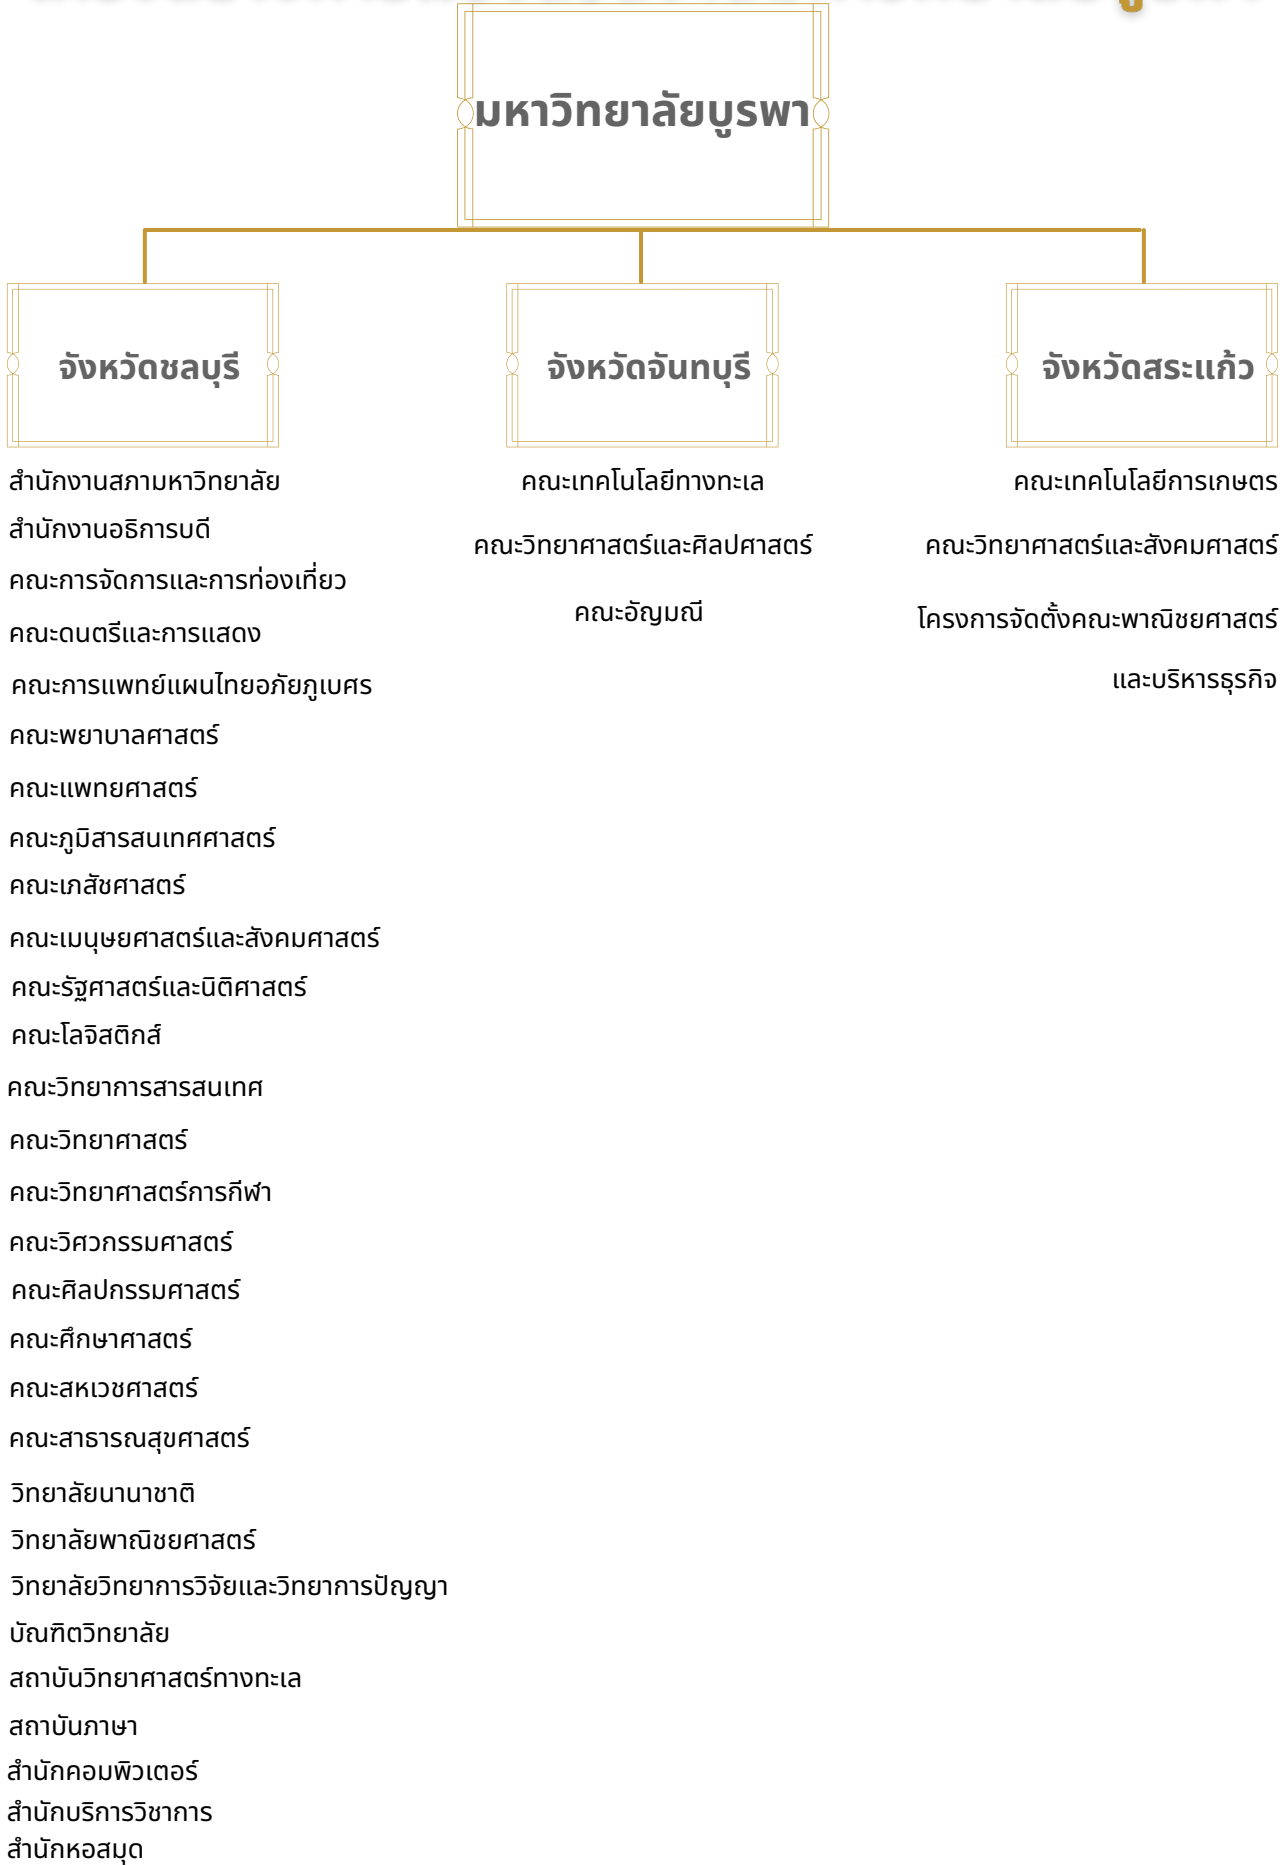 มหาวิทยาลัยบูรพา
จังหวัดชลบุรี
สำนักงานสภามหาวิทยาลัย
สำนักงานอธิการบดี
คณะการจัดการและการท่องเที่ยว
คณะดนตรีและการแสดง
คณะการแพทย์แผนไทยอภัยภูเบศร
คณะพยาบาลศาสตร์
คณะแพทยศาสตร์
คณะภูมิสารสนเทศศาสตร์
คณะเภสัชศาสตร์
คณะเมนุษยศาสตร์และสังคมศาสตร์
คณะรัฐศาสตร์และนิติศาสตร์
คณะโลจิสติกส์
คณะวิทยาการสารสนเทศ
คณะวิทยาศาสตร์
คณะวิทยาศาสตร์การกีฬา
คณะวิศวกรรมศาสตร์
คณะศิลปกรรมศาสตร์
คณะศึกษาศาสตร์
คณะสหเวชศาสตร์
คณะสาธารณสุขศาสตร์
วิทยาลัยนานาชาติ
วิทยาลัยพาณิชยศาสตร์
วิทยาลัยวิทยาการวิจัยและวิทยาการปัญญา
บัณฑิตวิทยาลัย
สถาบันวิทยาศาสตร์ทางทะเล
สถาบันภาษา
สำนักคอมพิวเตอร์
สำนักบริการวิชาการ
สำนักหอสมุด
จังหวัดจันทบุรี
คณะเทคโนโลยีทางทะเล
คณะวิทยาศาสตร์และศิลปศาสตร์
คณะอัญมณี
จังหวัดสระแก้ว
คณะเทคโนโลยีการเกษตร
คณะวิทยาศาสตร์และสังคมศาสตร์
โครงการจัดตั้งคณะพาณิชยศาสตร์
และบริหารธุรกิจ